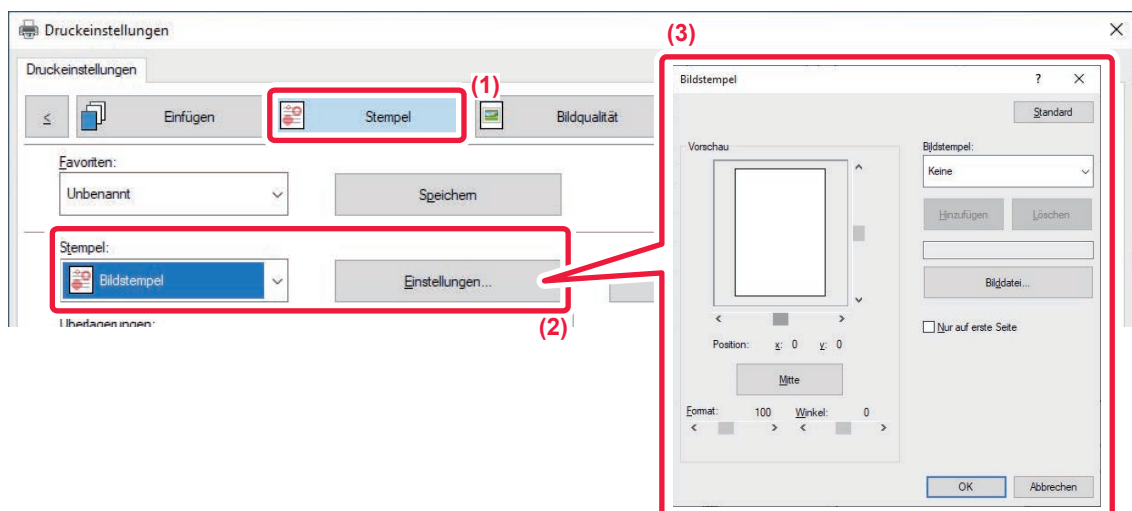 Druckeinstellungen
(3)
Druckeinstellungen
(1)
< Einfügen Stempel Bildqualität
Favoriten:
Unbenannt Speichern
Stempel:
Bildstempel Einstellungen...
(2)
Überlagerungen:
Bildstempel ?
Standard
Vorschau
Bildstempel:
Keine
Hinzufügen Löschen
Bilddatei...
Nur auf erste Seite
Position: x: 0 y: 0
Mitte
Format: 100 Winkel: 0
OK Abbrechen